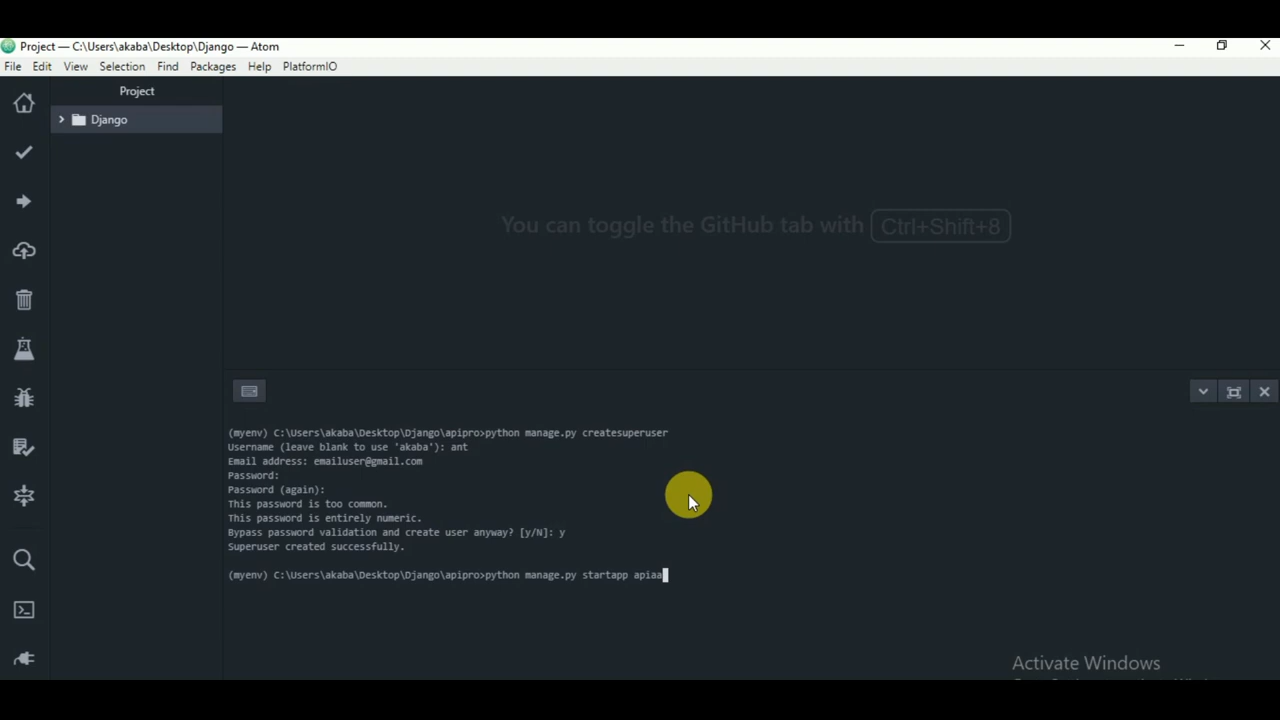 Project — C:\Users\akaba\Desktop\Django — Atom
File Edit View Selection Find Packages Help PlatformIO
Project
Django
You can toggle the GitHub tab with Ctrl+Shift+8
(myenv) C:\Users\akaba\Desktop\Django\apipro>python manage.py createsuperuser
Username (leave blank to use 'akaba'): ant
Email address: emailuser@gmail.com
Password:
Password (again):
This password is too common.
This password is entirely numeric.
Bypass password validation and create user anyway? [y/N]: y
Superuser created successfully.
(myenv) C:\Users\akaba\Desktop\Django\apipro>python manage.py startapp apiaa
Activate Windows